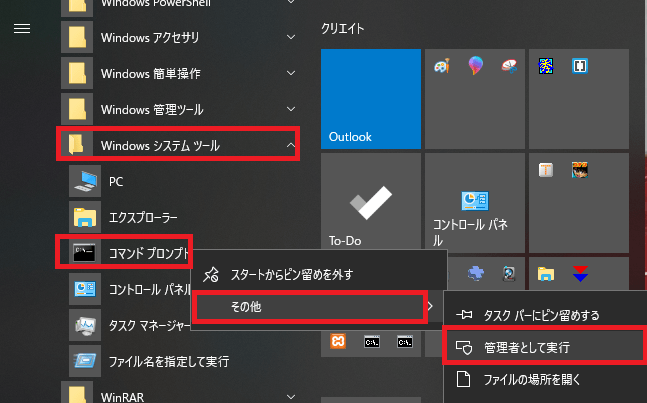 Windows PowerShell
Windows アクセサリ
Windows 簡単操作
Windows 管理ツール
Windows システム ツール
PC
エクスプローラー
コマンド プロンプト
コントロール パネル
タスク マネージャー
ファイル名を指定して実行
WinRAR
クリエイト
Outlook
To-Do
コントロール パネ
ル
スタートからピン留めを外す
その他
タスク バーにピン留めする
管理者として実行
ファイルの場所を開く